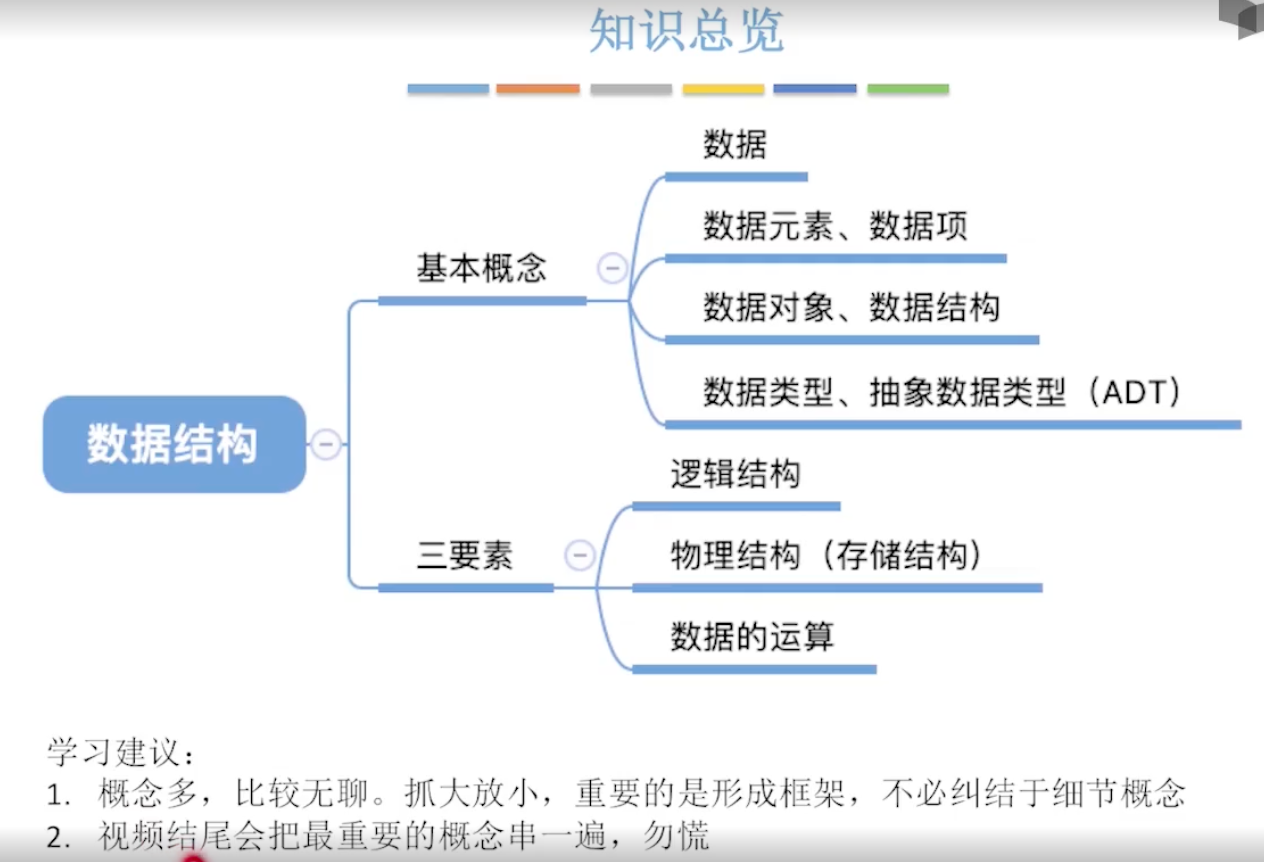 知识总览
数据
数据元素、数据项
基本概念
数据对象、数据结构
数据类型、抽象数据类型（ADT）
数据结构
逻辑结构
三要素
物理结构（存储结构）
数据的运算
学习建议：
1. 概念多，比较无聊。抓大放小，重要的是形成框架，不必纠结于细节概念
2. 视频结尾会把最重要的概念串一遍，勿慌